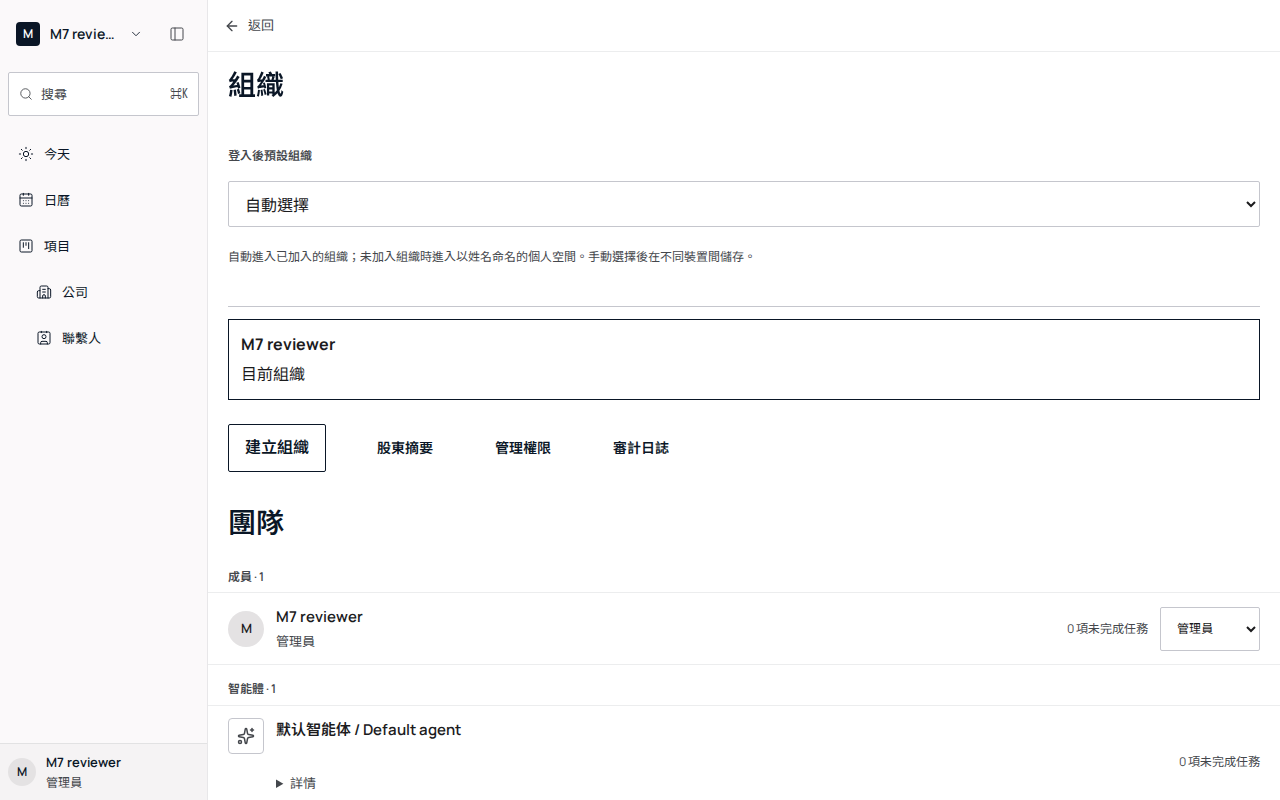 M M7 revie...
搜尋 ⌘K
今天
日曆
項目
公司
聯繫人
M M7 reviewer
管理員
返回
組織
登入後預設組織
自動選擇
自動進入已加入的組織；未加入組織時進入以姓名命名的個人空間。手動選擇後在不同裝置間儲存。
M7 reviewer
目前組織
建立組織 股東摘要 管理權限 審計日誌
團隊
成員 · 1
M M7 reviewer
管理員
0 項未完成任務 管理員
智能體 · 1
默认智能体 / Default agent
0 項未完成任務
詳情